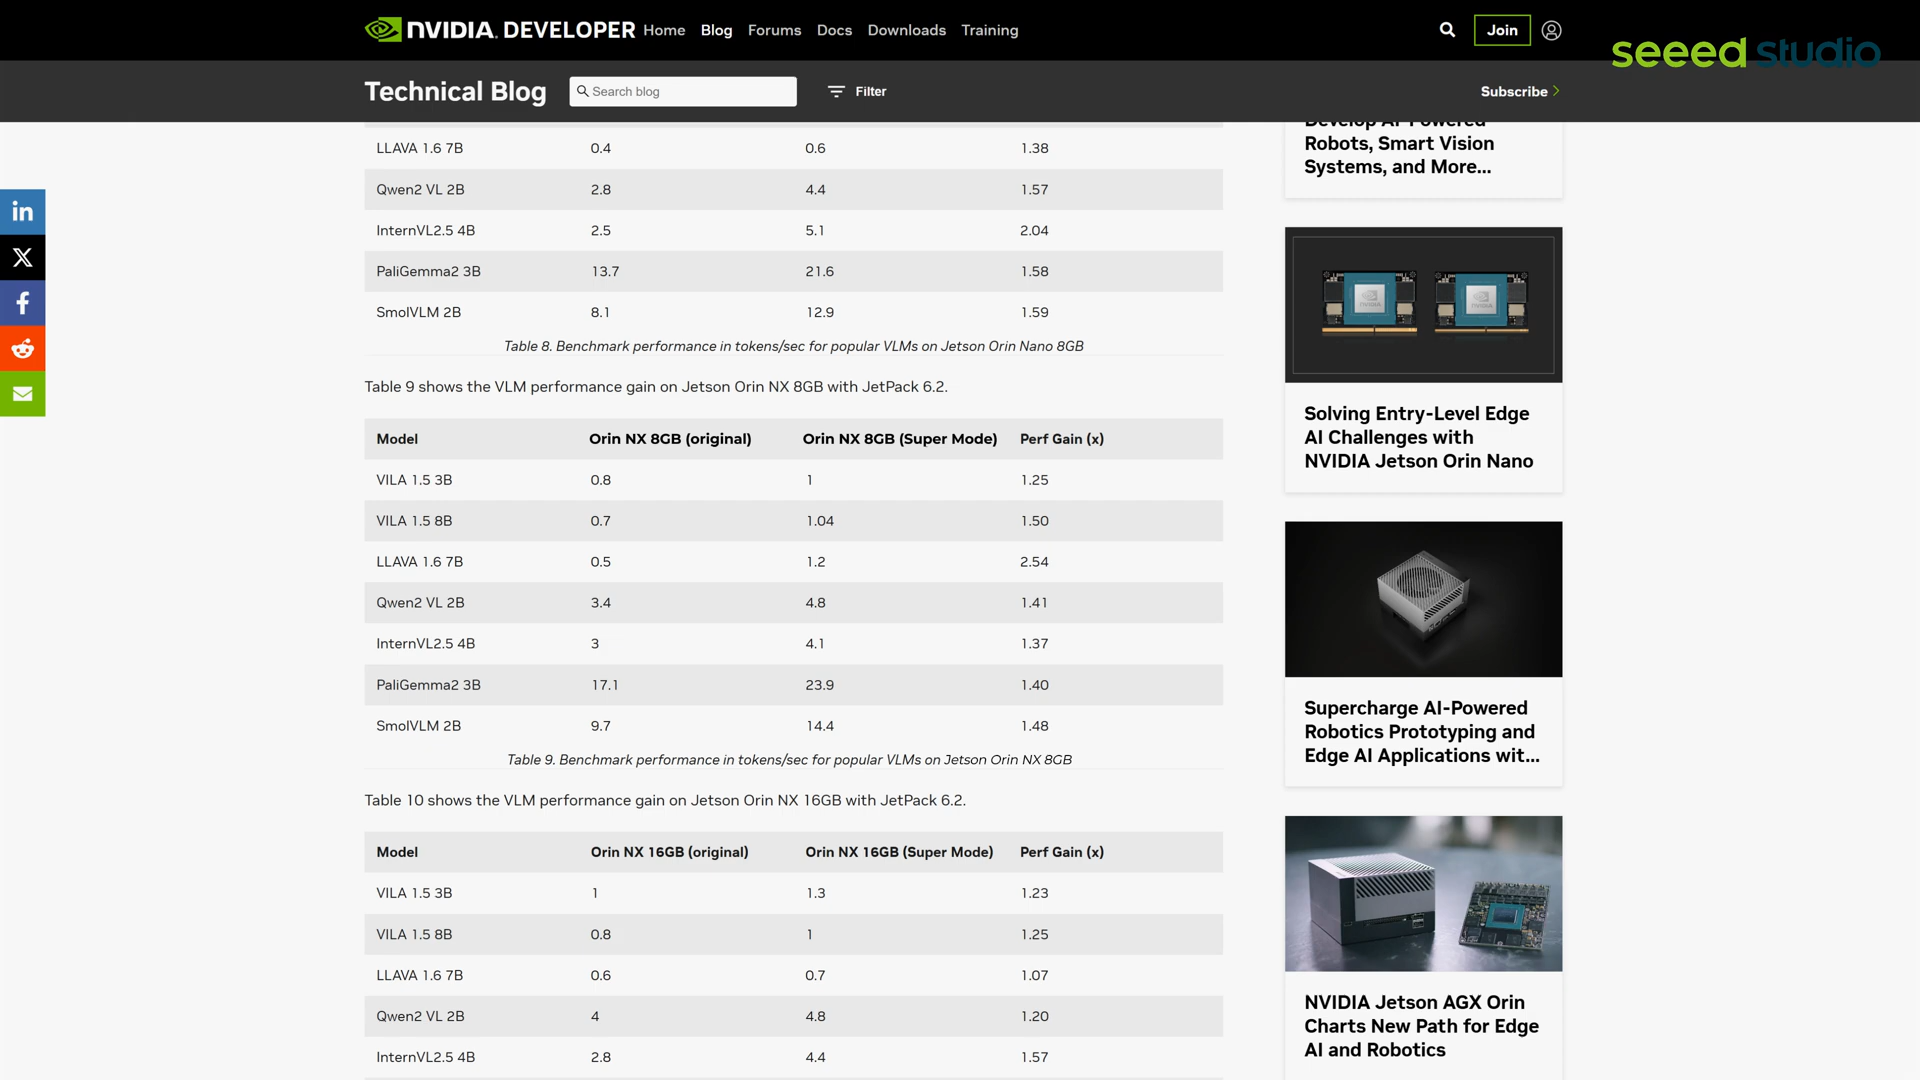 NVIDIA. DEVELOPER Home Blog Forums Docs Downloads Training Join
seeed studio
Technical Blog Search blog Filter Subscribe
LLAVA 1.6 7B 0.4 0.6 1.38
Qwen2 VL 2B 2.8 4.4 1.57
InternVL2.5 4B 2.5 5.1 2.04
PaliGemma2 3B 13.7 21.6 1.58
SmolVLM 2B 8.1 12.9 1.59
Table 8. Benchmark performance in tokens/sec for popular VLMs on Jetson Orin Nano 8GB
Table 9 shows the VLM performance gain on Jetson Orin NX 8GB with JetPack 6.2.
Model Orin NX 8GB (original) Orin NX 8GB (Super Mode) Perf Gain (x)
VILA 1.5 3B 0.8 1 1.25
VILA 1.5 8B 0.7 1.04 1.50
LLAVA 1.6 7B 0.5 1.2 2.54
Qwen2 VL 2B 3.4 4.8 1.41
InternVL2.5 4B 3 4.1 1.37
PaliGemma2 3B 17.1 23.9 1.40
SmolVLM 2B 9.7 14.4 1.48
Table 9. Benchmark performance in tokens/sec for popular VLMs on Jetson Orin NX 8GB
Table 10 shows the VLM performance gain on Jetson Orin NX 16GB with JetPack 6.2.
Model Orin NX 16GB (original) Orin NX 16GB (Super Mode) Perf Gain (x)
VILA 1.5 3B 1 1.3 1.23
VILA 1.5 8B 0.8 1 1.25
LLAVA 1.6 7B 0.6 0.7 1.07
Qwen2 VL 2B 4 4.8 1.20
InternVL2.5 4B 2.8 4.4 1.57
Develop AI-Powered
Robots, Smart Vision
Systems, and More...
Solving Entry-Level Edge
AI Challenges with
NVIDIA Jetson Orin Nano
Supercharge AI-Powered
Robotics Prototyping and
Edge AI Applications wit...
NVIDIA Jetson AGX Orin
Charts New Path for Edge
AI and Robotics